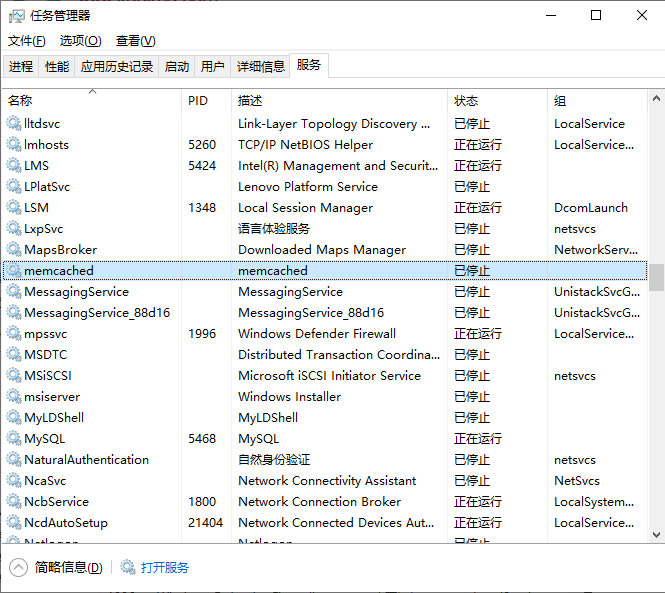 任务管理器
文件(F) 选项(O) 查看(V)
进程 性能 应用历史记录 启动 用户 详细信息 服务
名称 PID 描述 状态 组
lltdsvc Link-Layer Topology Discovery ... 已停止 LocalService
lmhosts 5260 TCP/IP NetBIOS Helper 正在运行 LocalService...
LMS 5424 Intel(R) Management and Securit... 正在运行
LPlatSvc Lenovo Platform Service 已停止
LSM 1348 Local Session Manager 正在运行 DcomLaunch
LxpSvc 语言体验服务 已停止 netsvcs
MapsBroker Downloaded Maps Manager 已停止 NetworkServ...
memcached memcached 已停止
MessagingService MessagingService 已停止 UnistackSvcG...
MessagingService_88d16 MessagingService_88d16 已停止 UnistackSvcG...
mpssvc 1996 Windows Defender Firewall 正在运行 LocalService...
MSDTC Distributed Transaction Coordina... 已停止
MSiSCSI Microsoft iSCSI Initiator Service 已停止 netsvcs
msiserver Windows Installer 已停止
MyLDShell MyLDShell 已停止
MySQL 5468 MySQL 正在运行
NaturalAuthentication 自然身份验证 已停止 netsvcs
NcaSvc Network Connectivity Assistant 已停止 NetSvcs
NcbService 1800 Network Connection Broker 正在运行 LocalSystem...
NcdAutoSetup 21404 Network Connected Devices Aut... 正在运行 LocalService...
Netlogon Netlogon 已停止
简略信息(D) 打开服务